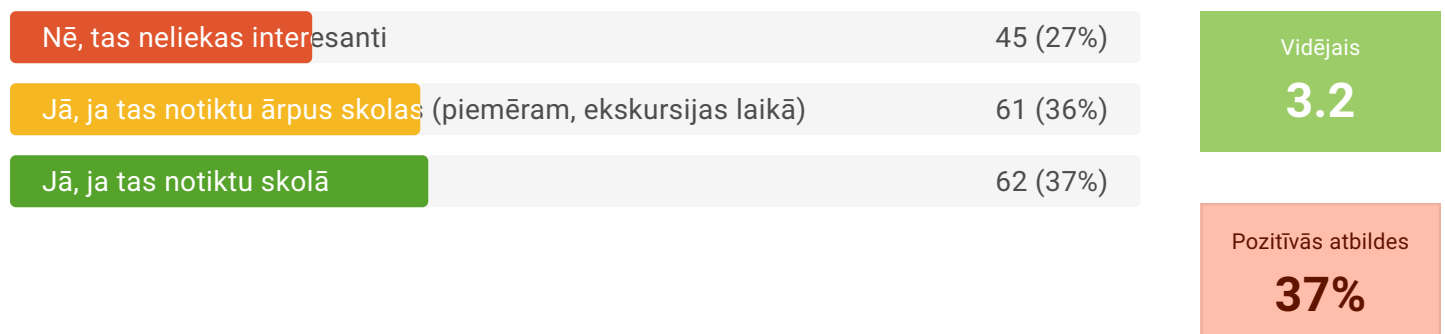 Nē, tas neliekas interesanti 45 (27%)
Jā, ja tas notiktu ārpus skolas (piemēram, ekskursijas laikā) 61 (36%)
Jā, ja tas notiktu skolā 62 (37%)
Vidējais
3.2
Pozitīvās atbildes
37%